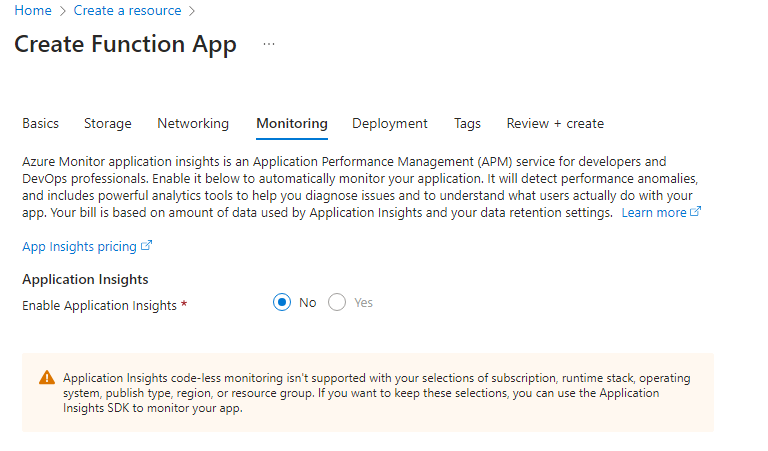 Home > Create a resource >
Create Function App ...
Basics Storage Networking Monitoring Deployment Tags Review + create
Azure Monitor application insights is an Application Performance Management (APM) service for developers and
DevOps professionals. Enable it below to automatically monitor your application. It will detect performance anomalies,
and includes powerful analytics tools to help you diagnose issues and to understand what users actually do with your
app. Your bill is based on amount of data used by Application Insights and your data retention settings. Learn more
App Insights pricing
Application Insights
Enable Application Insights * No Yes
Application Insights code-less monitoring isn't supported with your selections of subscription, runtime stack, operating
system, publish type, region, or resource group. If you want to keep these selections, you can use the Application
Insights SDK to monitor your app.